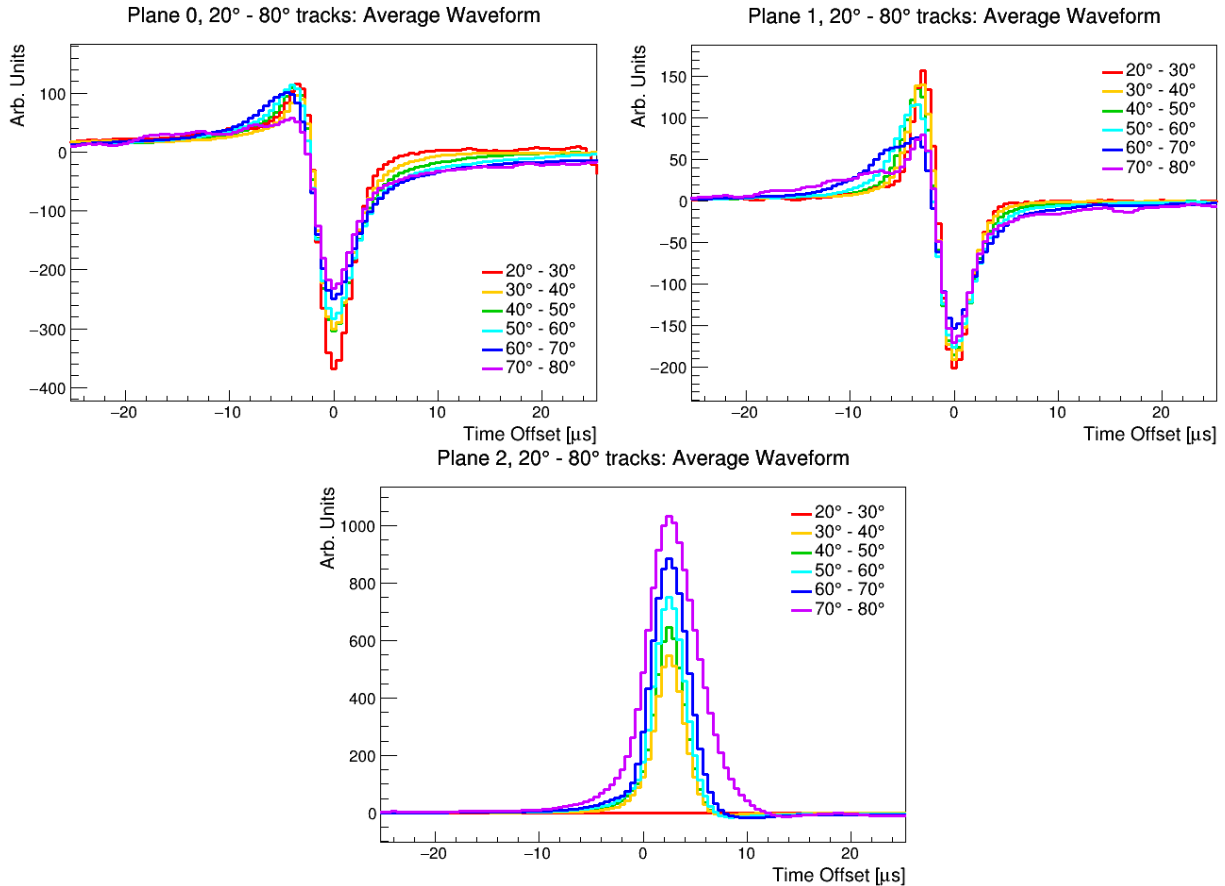 Plane 0, 20° - 80° tracks: Average Waveform
Arb. Units
100
0
−100
−200
−300
−400
20° - 30°
30° - 40°
40° - 50°
50° - 60°
60° - 70°
70° - 80°
−20
−10
0
10
20
Time Offset [μs]
Plane 1, 20° - 80° tracks: Average Waveform
Arb. Units
150
100
50
0
−50
−100
−150
−200
20° - 30°
30° - 40°
40° - 50°
50° - 60°
60° - 70°
70° - 80°
−20
−10
0
10
20
Time Offset [μs]
Plane 2, 20° - 80° tracks: Average Waveform
Arb. Units
1000
800
600
400
200
0
20° - 30°
30° - 40°
40° - 50°
50° - 60°
60° - 70°
70° - 80°
−20
−10
0
10
20
Time Offset [μs]